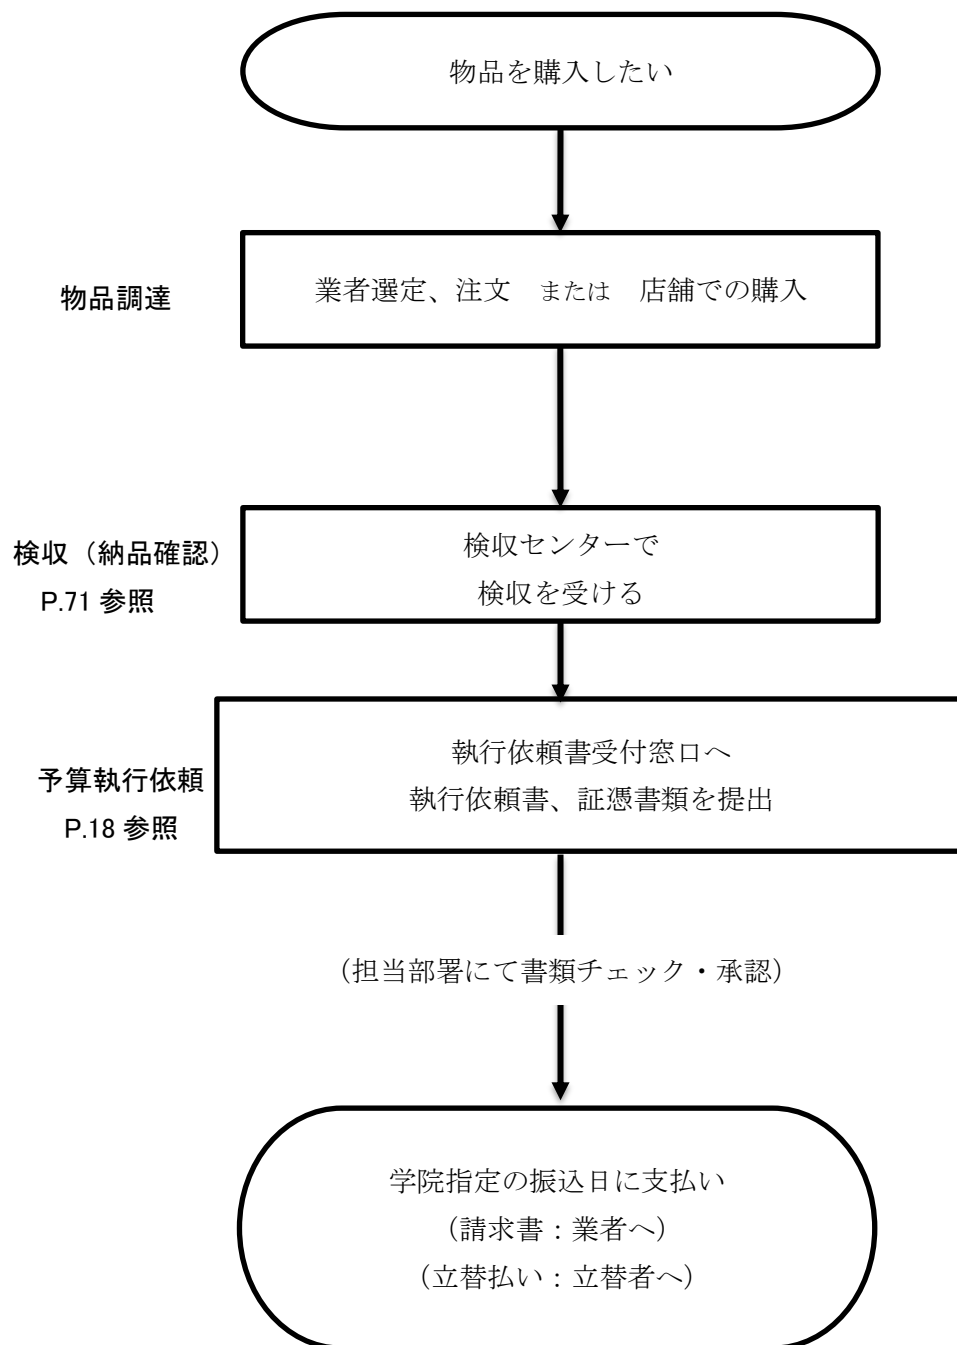 物品を購入したい
物品調達
業者選定、注文　または　店舗での購入
検収（納品確認）
P.71 参照
検収センターで
検収を受ける
予算執行依頼
P.18 参照
執行依頼書受付窓口へ
執行依頼書、証憑書類を提出
（担当部署にて書類チェック・承認）
学院指定の振込日に支払い
（請求書：業者へ）
（立替払い：立替者へ）